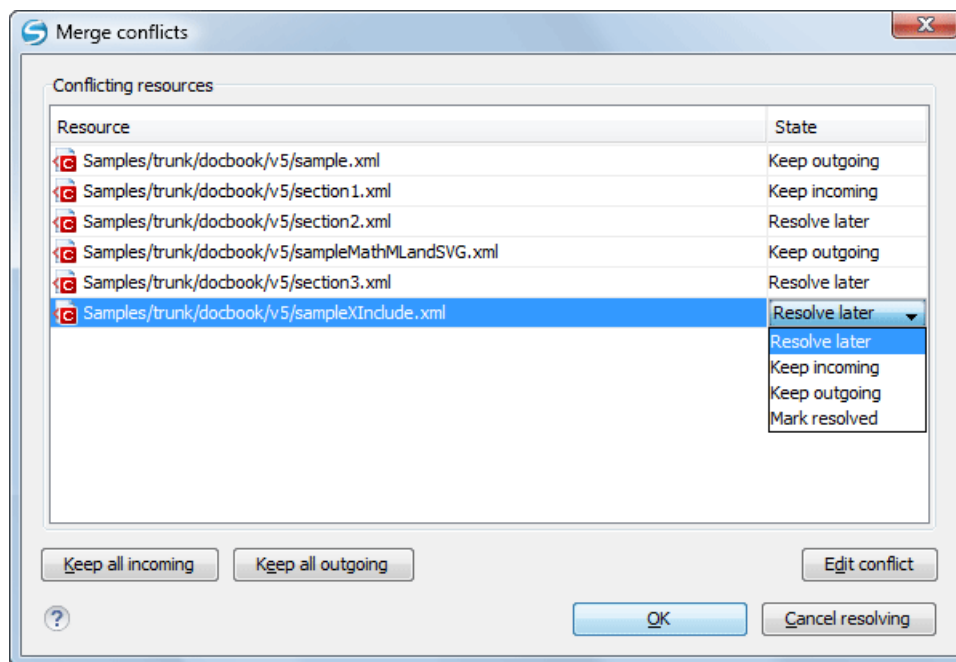 Merge conflicts
Conflicting resources
Resource State
Samples/trunk/docbook/v5/sample.xml Keep outgoing
Samples/trunk/docbook/v5/section1.xml Keep incoming
Samples/trunk/docbook/v5/section2.xml Resolve later
Samples/trunk/docbook/v5/sampleMathMLandSVG.xml Keep outgoing
Samples/trunk/docbook/v5/section3.xml Resolve later
Samples/trunk/docbook/v5/sampleXInclude.xml Resolve later
Resolve later
Keep incoming
Keep outgoing
Mark resolved
Keep all incoming Keep all outgoing Edit conflict
? OK Cancel resolving